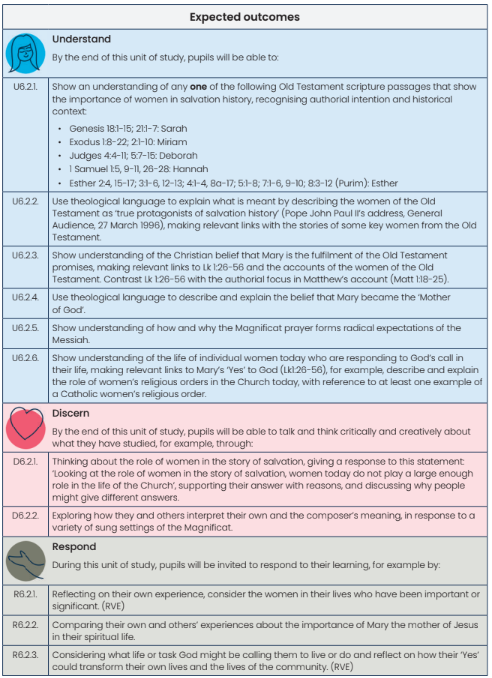 Expected outcomes
Understand
By the end of this unit of study, pupils will be able to:
U6.2.1. Show an understanding of any one of the following Old Testament scripture passages that show
the importance of women in salvation history, recognising authorial intention and historical
context:
• Genesis 18:1-15; 21:1-7: Sarah
• Exodus 1:8-22; 2:1-10: Miriam
• Judges 4:4-11; 5:7-15: Deborah
• 1 Samuel 1:5, 9-11, 26-28: Hannah
• Esther 2:4, 15-17; 3:1-6, 12-13; 4:1-4, 8a-17; 5:1-8; 7:1-6, 9-10; 8:3-12 (Purim): Esther
U6.2.2. Use theological language to explain what is meant by describing the women of the Old
Testament as 'true protagonists of salvation history' (Pope John Paul II's address, General
Audience, 27 March 1996), making relevant links with the stories of some key women from the Old
Testament.
U6.2.3. Show understanding of the Christian belief that Mary is the fulfilment of the Old Testament
promises, making relevant links to Lk 1:26-56 and the accounts of the women of the Old
Testament. Contrast Lk 1:26-56 with the authorial focus in Matthew's account (Matt 1:18-25).
U6.2.4. Use theological language to describe and explain the belief that Mary became the 'Mother
of God'.
U6.2.5. Show understanding of how and why the Magnificat prayer forms radical expectations of the
Messiah.
U6.2.6. Show understanding of the life of individual women today who are responding to God's call in
their life, making relevant links to Mary's 'Yes' to God (Lk1:26-56), for example, describe and explain
the role of women's religious orders in the Church today, with reference to at least one example of
a Catholic women's religious order.
Discern
By the end of this unit of study, pupils will be able to talk and think critically and creatively about
what they have studied, for example, through:
D6.2.1. Thinking about the role of women in the story of salvation, giving a response to this statement:
'Looking at the role of women in the story of salvation, women today do not play a large enough
role in the life of the Church', supporting their answer with reasons, and discussing why people
might give different answers.
D6.2.2. Exploring how they and others interpret their own and the composer's meaning, in response to a
variety of sung settings of the Magnificat.
Respond
During this unit of study, pupils will be invited to respond to their learning, for example by:
R6.2.1. Reflecting on their own experience, consider the women in their lives who have been important or
significant. (RVE)
R6.2.2. Comparing their own and others' experiences about the importance of Mary the mother of Jesus
in their spiritual life.
R6.2.3. Considering what life or task God might be calling them to live or do and reflect on how their 'Yes'
could transform their own lives and the lives of the community. (RVE)